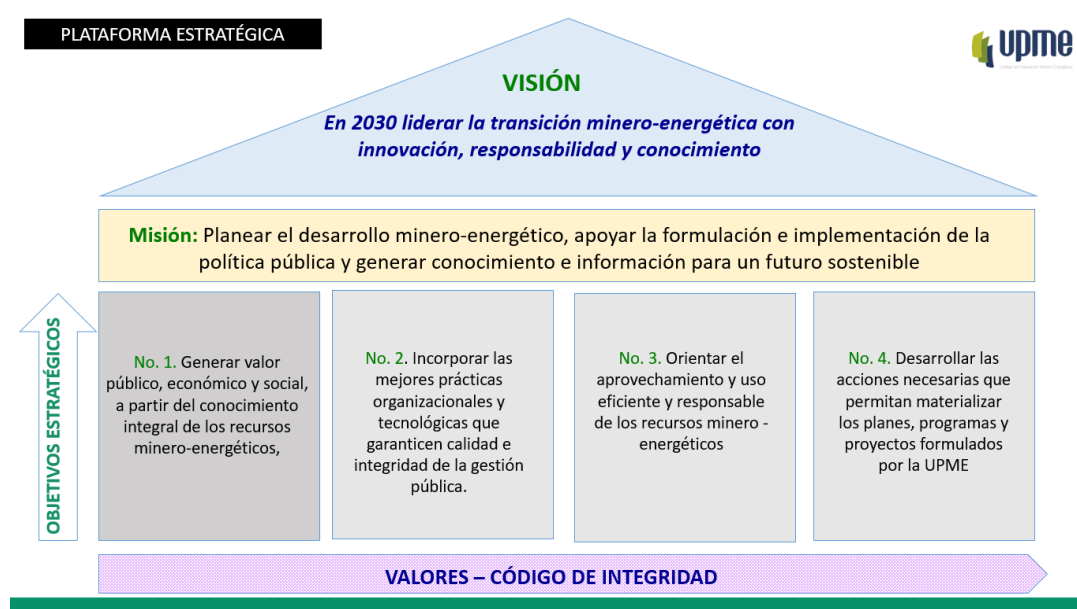 PLATAFORMA ESTRATÉGICA
upme
Unidad de Planeación Minero Energética
VISIÓN
En 2030 liderar la transición minero-energética con
innovación, responsabilidad y conocimiento
Misión: Planear el desarrollo minero-energético, apoyar la formulación e implementación de la
política pública y generar conocimiento e información para un futuro sostenible
OBJETIVOS ESTRATÉGICOS
No. 1. Generar valor
público, económico y social,
a partir del conocimiento
integral de los recursos
minero-energéticos,
No. 2. Incorporar las
mejores prácticas
organizacionales y
tecnológicas que
garanticen calidad e
integridad de la gestión
pública.
No. 3. Orientar el
aprovechamiento y uso
eficiente y responsable
de los recursos minero -
energéticos
No. 4. Desarrollar las
acciones necesarias que
permitan materializar
los planes, programas y
proyectos formulados
por la UPME
VALORES – CÓDIGO DE INTEGRIDAD